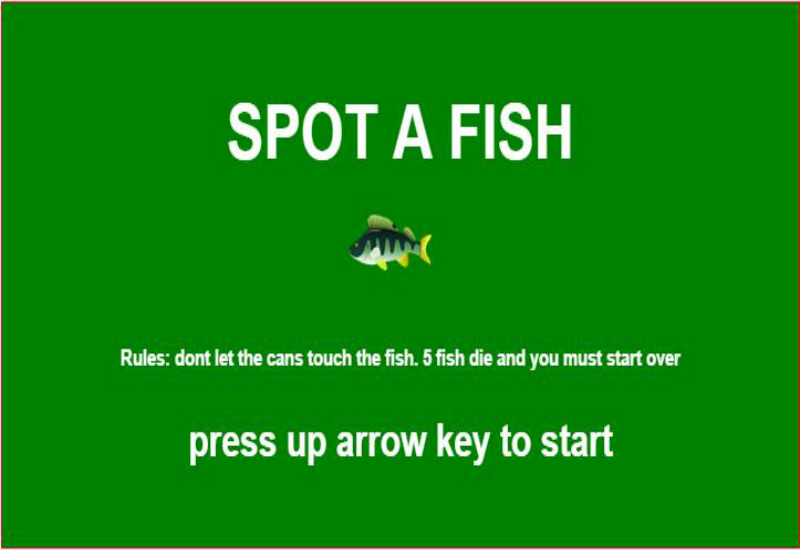 SPOT A FISH
Rules: dont let the cans touch the fish. 5 fish die and you must start over
press up arrow key to start